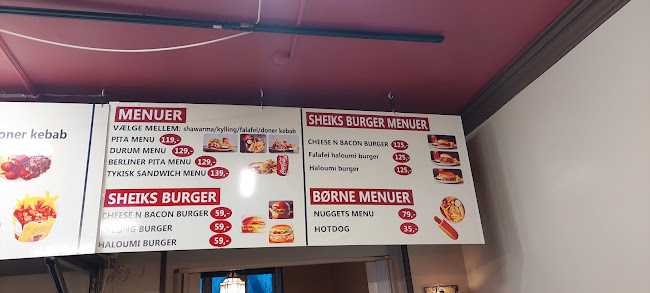 oner kebab
MENUER
VÆLGE MELLEM: shawarma/kylling/falafel/doner kebab
PITA MENU 119,-
DURUM MENU 129,-
BERLINER PITA MENU 129,-
TYKISK SANDWICH MENU 139,-
SHEIKS BURGER
CHEESE N BACON BURGER 59,-
BURGER 59,-
HALOUMI BURGER 59,-
SHEIKS BURGER MENUER
CHEESE N BACON BURGER 125,-
Falafel haloumi burger 125,-
Haloumi burger 125,-
BØRNE MENUER
NUGGETS MENU 79,-
HOTDOG 35,-